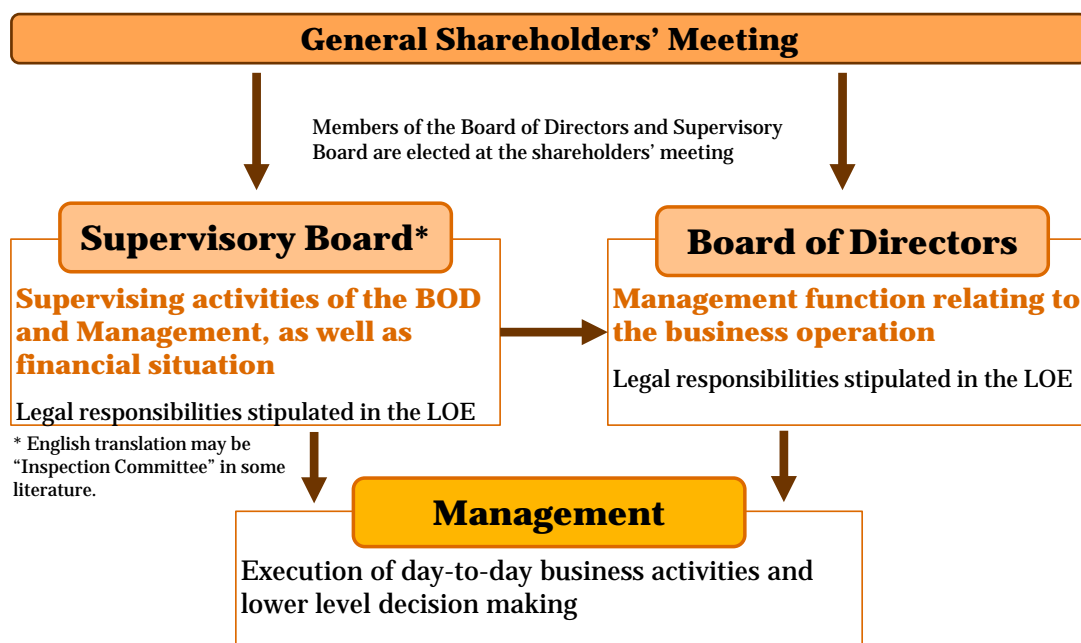 General Shareholders’ Meeting
Members of the Board of Directors and Supervisory
Board are elected at the shareholders’ meeting
Supervisory Board*
Supervising activities of the BOD
and Management, as well as
financial situation
Legal responsibilities stipulated in the LOE
* English translation may be
“Inspection Committee” in some
literature.
Board of Directors
Management function relating to
the business operation
Legal responsibilities stipulated in the LOE
Management
Execution of day-to-day business activities and
lower level decision making